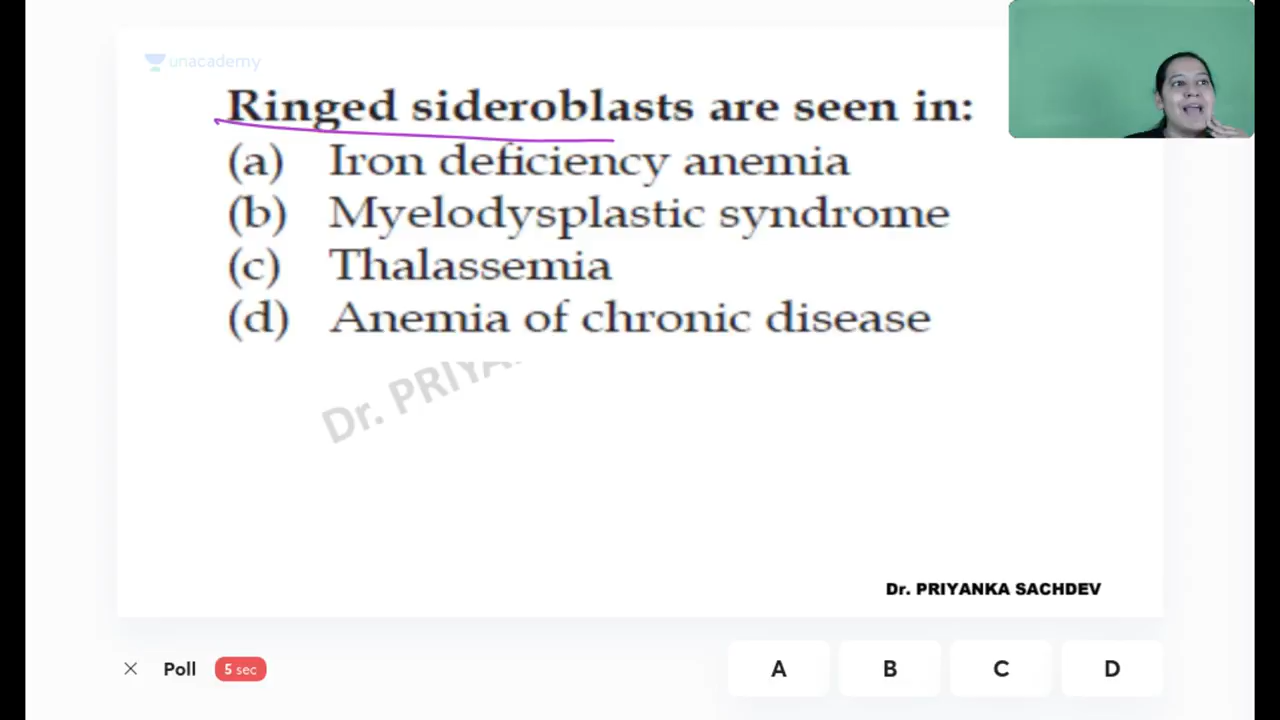 unacademy
Ringed sideroblasts are seen in:
(a) Iron deficiency anemia
(b) Myelodysplastic syndrome
(c) Thalassemia
(d) Anemia of chronic disease
Dr.
Dr. PRIYANKA SACHDEV
Poll 5 sec A B C D